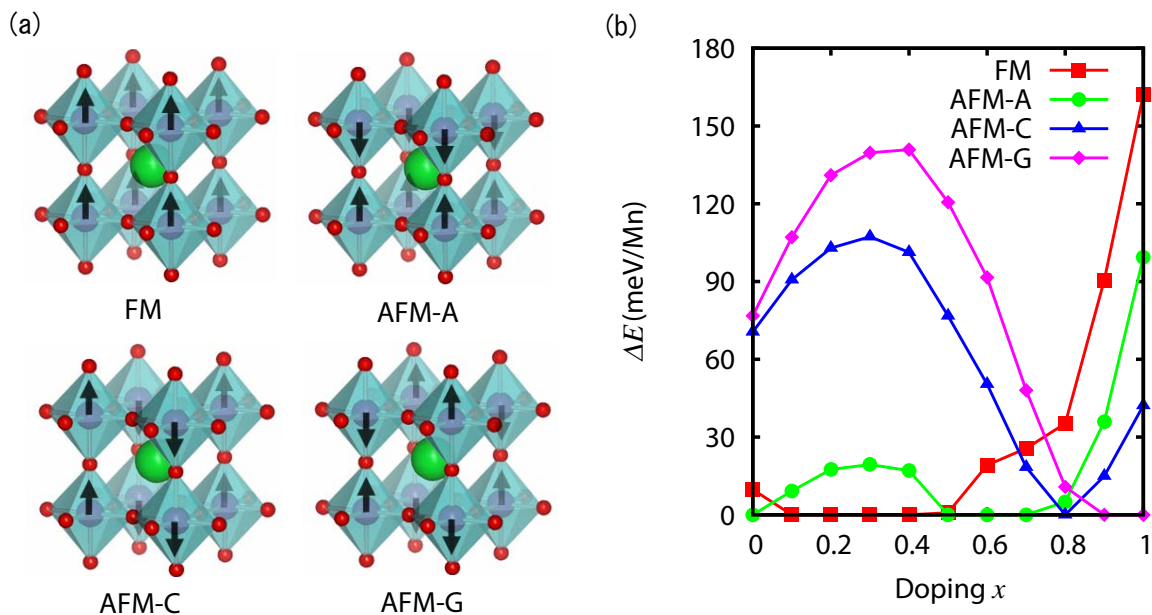 (a)
FM
AFM-A
AFM-C
AFM-G
(b)
180
150
120
90
60
30
0
ΔE (meV/Mn)
FM
AFM-A
AFM-C
AFM-G
0 0.2 0.4 0.6 0.8 1
Doping x